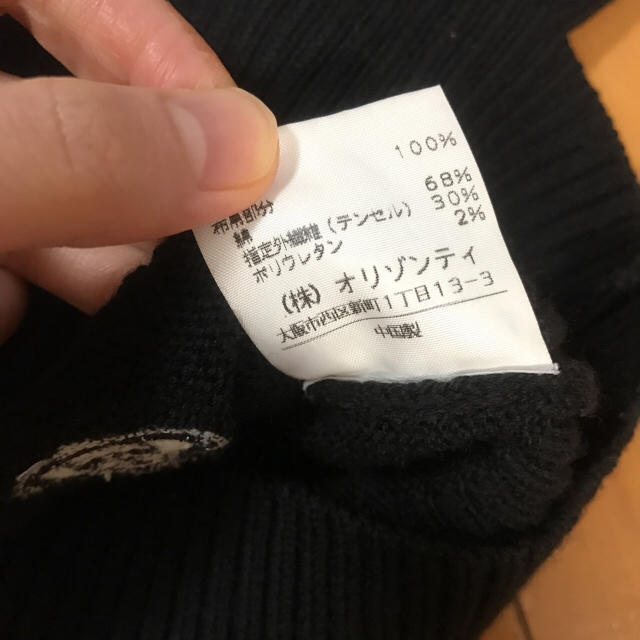 100%
布帛部分
綿 68%
指定外繊維(テンセル) 30%
ポリウレタン 2%
(株) オリゾンティ
大阪市西区新町1丁目13-3
中国製